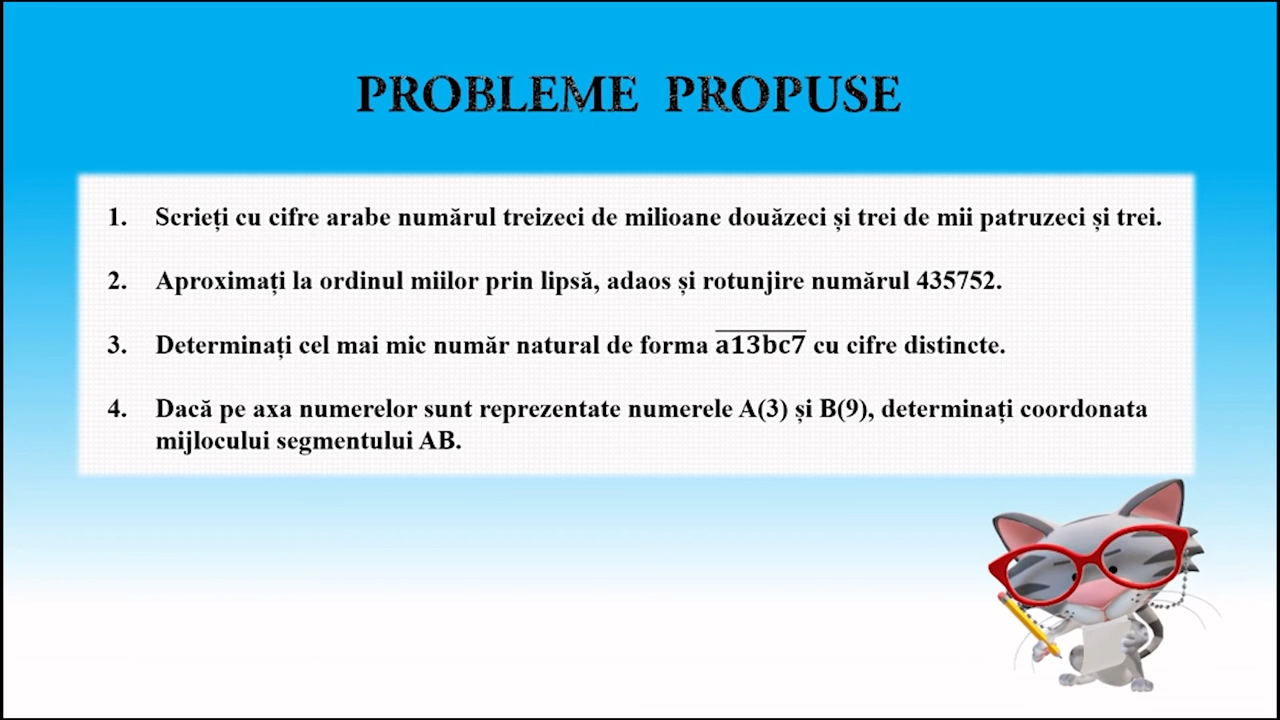 PROBLEME PROPUSE
1. Scrieți cu cifre arabe numărul treizeci de milioane douăzeci și trei de mii patruzeci și trei.
2. Aproximați la ordinul miilor prin lipsă, adaos și rotunjire numărul 435752.
3. Determinați cel mai mic număr natural de forma a̅1̅3̅b̅c̅7̅ cu cifre distincte.
4. Dacă pe axa numerelor sunt reprezentate numerele A(3) și B(9), determinați coordonata
mijlocului segmentului AB.